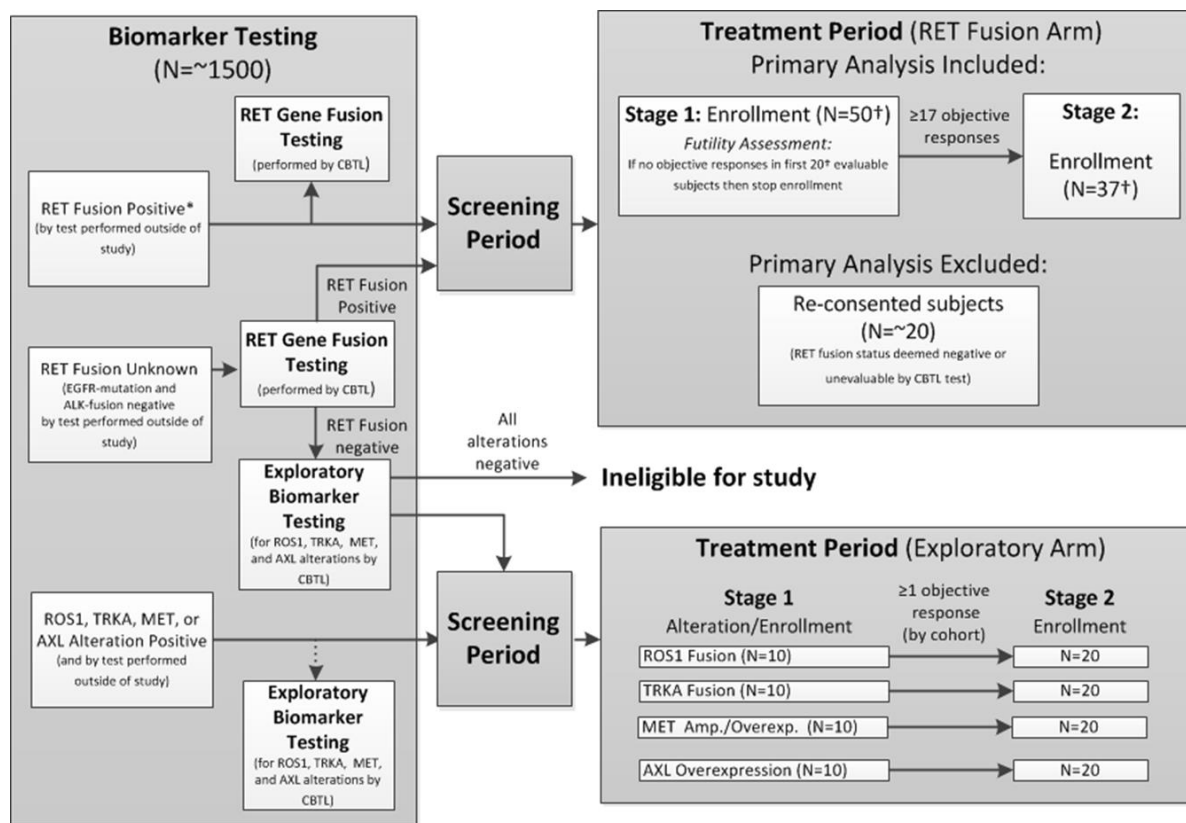 Biomarker Testing
(N=~1500)
RET Gene Fusion
Testing
(performed by CBTL)
RET Fusion Positive*
(by test performed outside of
study)
RET Fusion
Positive
RET Gene Fusion
Testing
(performed by CBTL)
RET Fusion Unknown
(EGFR-mutation and
ALK-fusion negative
by test performed outside of
study)
RET Fusion
negative
Exploratory
Biomarker
Testing
(for ROS1, TRKA, MET,
and AXL alterations by
CBTL)
ROS1, TRKA, MET, or
AXL Alteration Positive
(and by test performed
outside of study)
Exploratory
Biomarker
Testing
(for ROS1, TRKA, MET,
and AXL alterations by
CBTL)
Screening
Period
All
alterations
negative
Ineligible for study
Screening
Period
Treatment Period (RET Fusion Arm)
Primary Analysis Included:
Stage 1: Enrollment (N=50†)
Futility Assessment:
If no objective responses in first 20† evaluable
subjects then stop enrollment
≥17 objective
responses
Stage 2:
Enrollment
(N=37†)
Primary Analysis Excluded:
Re-consented subjects
(N=~20)
(RET fusion status deemed negative or
unevaluable by CBTL test)
Treatment Period (Exploratory Arm)
Stage 1
Alteration/Enrollment
≥1 objective
response
(by cohort)
Stage 2
Enrollment
ROS1 Fusion (N=10)
N=20
TRKA Fusion (N=10)
N=20
MET Amp./Overexp. (N=10)
N=20
AXL Overexpression (N=10)
N=20